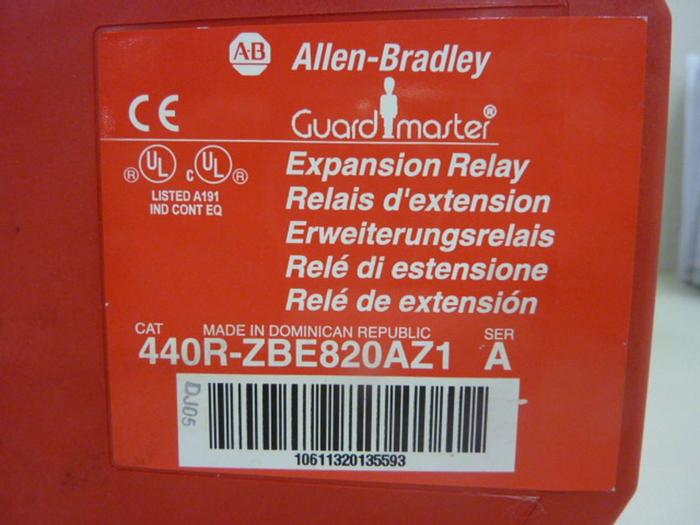 A-B Allen-Bradley
CE Guardmaster®
Expansion Relay
® UL c UL ®
LISTED A191
IND CONT EQ
Relais d'extension
Erweiterungsrelais
Relé di estensione
Relé de extensión
CAT MADE IN DOMINICAN REPUBLIC SER
440R-ZBE820AZ1 A
DJ05
10611320135593